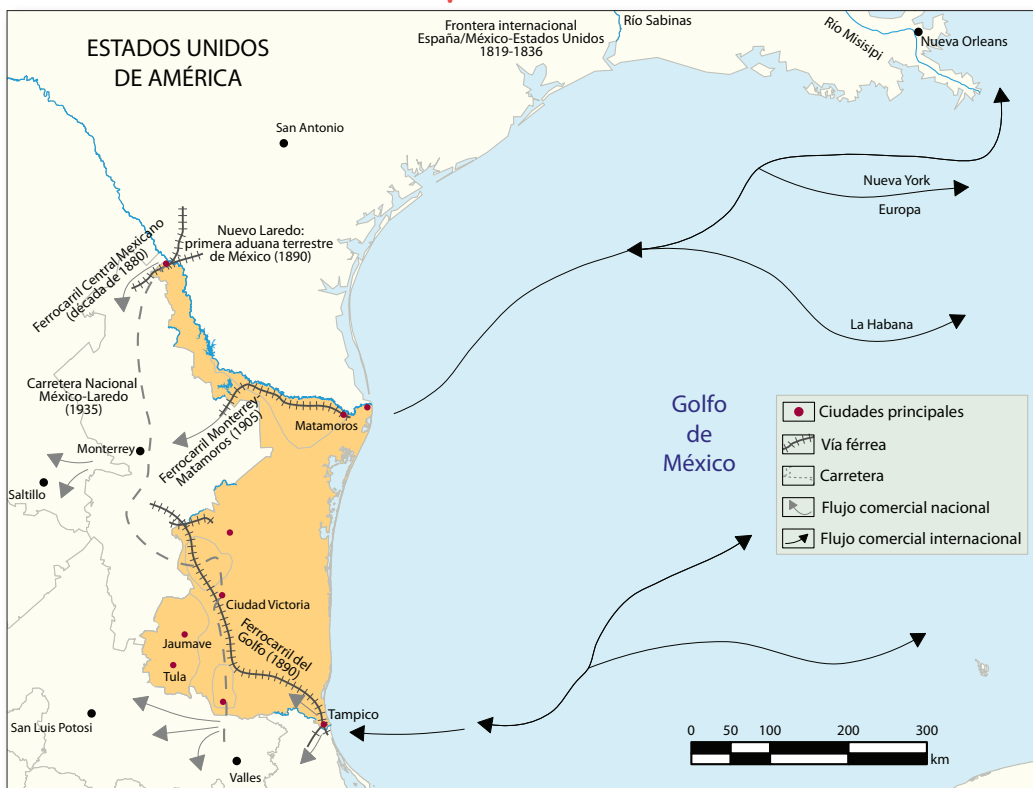 ESTADOS UNIDOS
DE AMÉRICA
Frontera internacional
España/México-Estados Unidos
1819-1836
Río Sabinas
Río Misisipi
Nueva Orleans
San Antonio
Nueva York
Europa
Ferrocarril Central Mexicano
(década de 1880)
Nuevo Laredo:
primera aduana terrestre
de México (1890)
La Habana
Carretera Nacional
México-Laredo
(1935)
Ferrocarril Monterrey-
Matamoros (1905)
Matamoros
Monterrey
Saltillo
Golfo
de
México
Ciudades principales
Vía férrea
Carretera
Flujo comercial nacional
Flujo comercial internacional
Ciudad Victoria
Jaumave
Tula
Ferrocarril del
Golfo (1890)
San Luis Potosi
Tampico
Valles
0 50 100 200 300
km